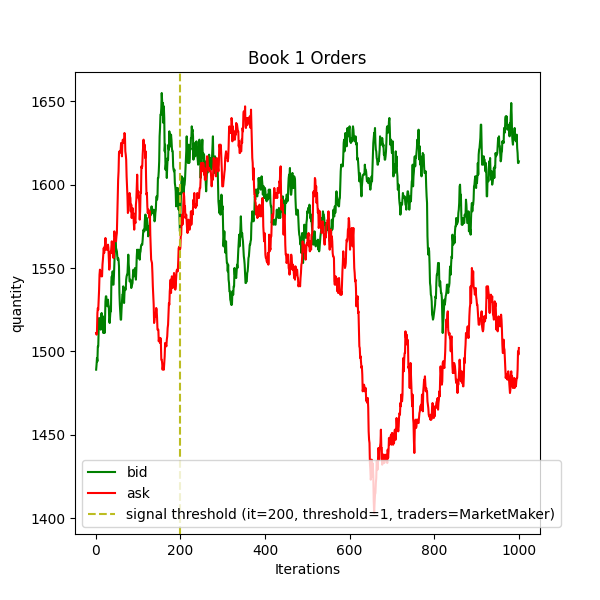 Book 1 Orders
quantity
1650
1600
1550
1500
1450
1400
bid
ask
signal threshold (it=200, threshold=1, traders=MarketMaker)
0 200 400 600 800 1000
Iterations